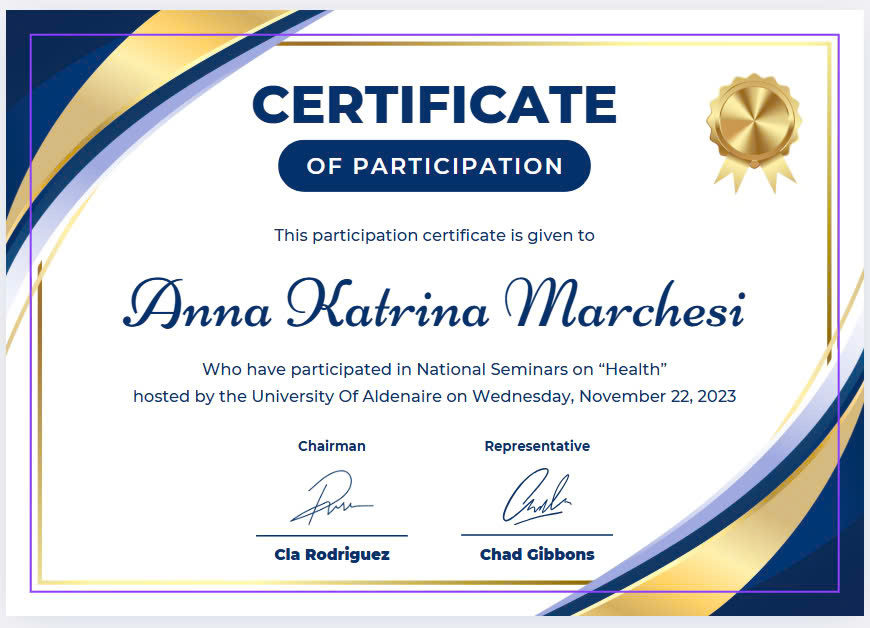 CERTIFICATE
OF PARTICIPATION
This participation certificate is given to
Anna Katrina Marchesi
Who have participated in National Seminars on “Health”
hosted by the University Of Aldenaire on Wednesday, November 22, 2023
Chairman
Representative
Cla Rodriguez
Chad Gibbons